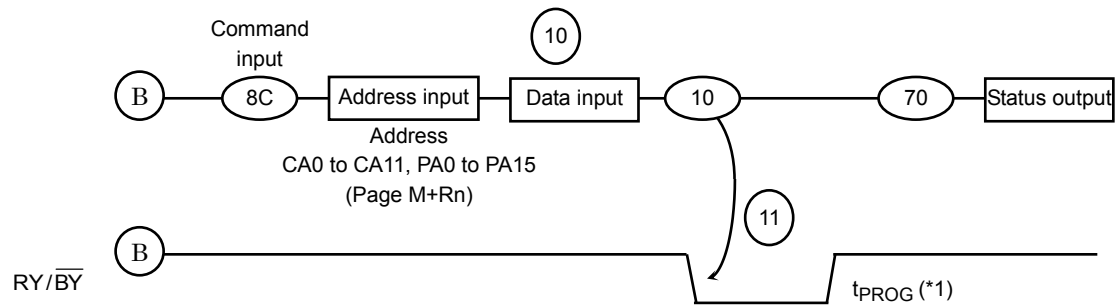 Command
input
10
B
8C
Address input
Data input
10
70
Status output
Address
CA0 to CA11, PA0 to PA15
(Page M+Rn)
11
B
RY/B̅Y̅
tPROG (*1)